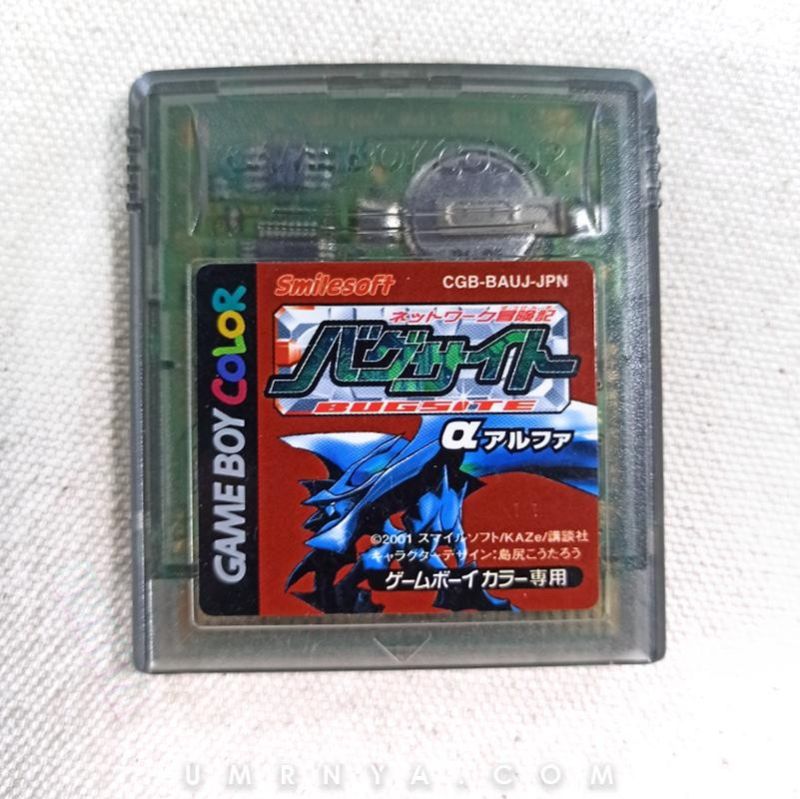 GAME BOY COLOR
Smilesoft
CGB-BAUJ-JPN
GAME BOY COLOR
ネットワーク冒険記
バグサイト
BUGSITE
α アルファ
©2001 スマイルソフト/KAZe/講談社
キャラクターデザイン:島尻こうたろう
ゲームボーイカラー専用
UMRNYA.COM